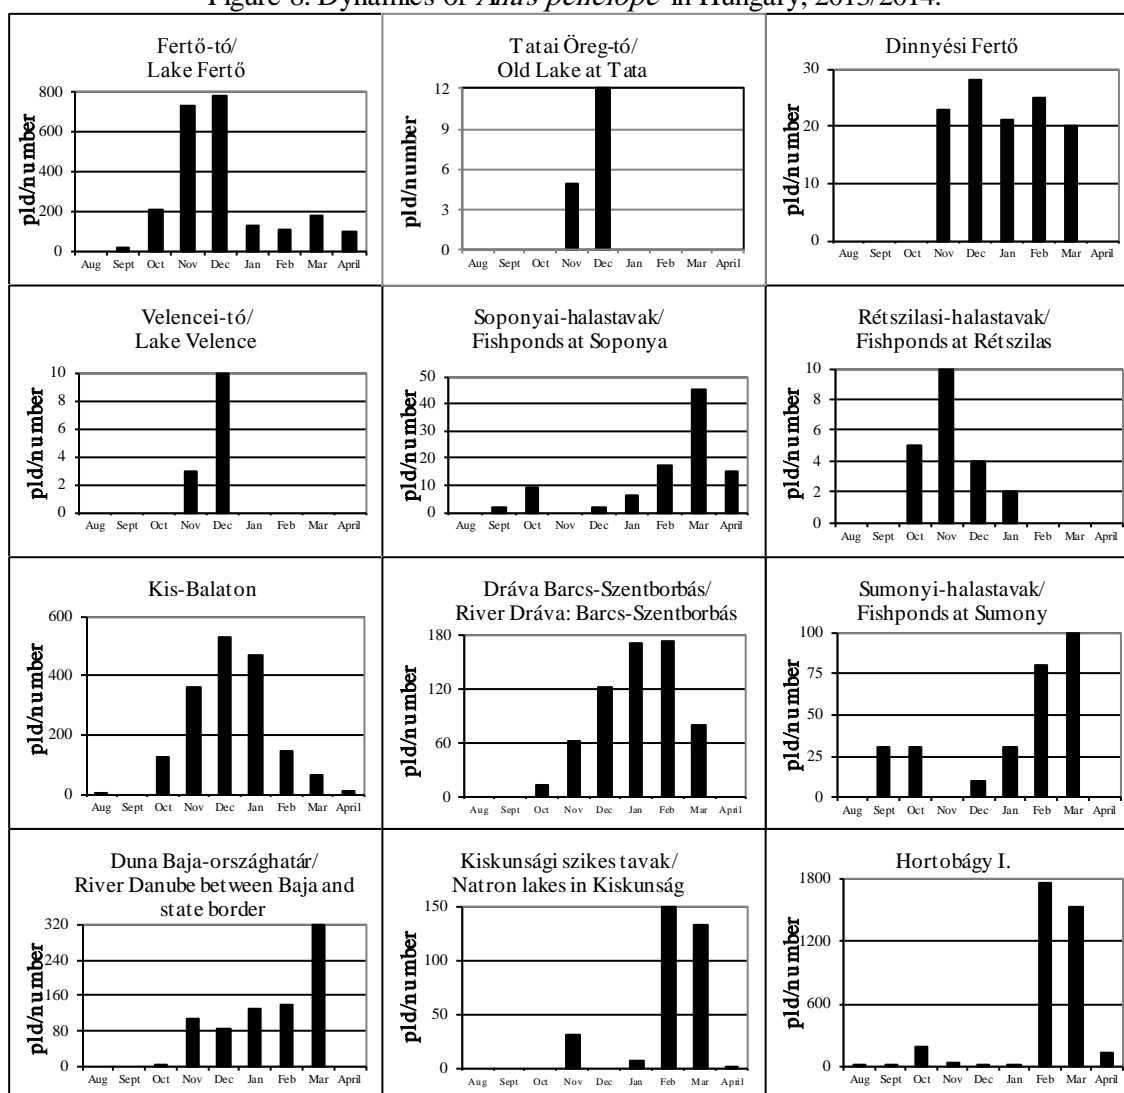 Figure 8. Dynamics of Anas penelope in Hungary, 2013/2014.
Fertő-tó/
Lake Fertő
pld/number
800
600
400
200
0
Aug Sept Oct Nov Dec Jan Feb Mar April
Tatai Öreg-tó/
Old Lake at Tata
pld/number
12
9
6
3
0
Aug Sept Oct Nov Dec Jan Feb Mar April
Dinnyési Fertő
pld/number
30
20
10
0
Aug Sept Oct Nov Dec Jan Feb Mar April
Velencei-tó/
Lake Velence
pld/number
10
8
6
4
2
0
Aug Sept Oct Nov Dec Jan Feb Mar April
Soponyai-halastavak/
Fishponds at Soponya
pld/number
50
40
30
20
10
0
Aug Sept Oct Nov Dec Jan Feb Mar April
Rétszilasi-halastavak/
Fishponds at Rétszilas
pld/number
10
8
6
4
2
0
Aug Sept Oct Nov Dec Jan Feb Mar April
Kis-Balaton
pld/number
600
400
200
0
Aug Sept Oct Nov Dec Jan Feb Mar April
Dráva Barcs-Szentborbás/
River Dráva: Barcs-Szentborbás
pld/number
180
120
60
0
Aug Sept Oct Nov Dec Jan Feb Mar April
Sumonyi-halastavak/
Fishponds at Sumony
pld/number
100
75
50
25
0
Aug Sept Oct Nov Dec Jan Feb Mar April
Duna Baja-országhatár/
River Danube between Baja and
state border
pld/number
320
240
160
80
0
Aug Sept Oct Nov Dec Jan Feb Mar April
Kiskunsági szikes tavak/
Natron lakes in Kiskunság
pld/number
150
100
50
0
Aug Sept Oct Nov Dec Jan Feb Mar April
Hortobágy I.
pld/number
1800
1200
600
0
Aug Sept Oct Nov Dec Jan Feb Mar April